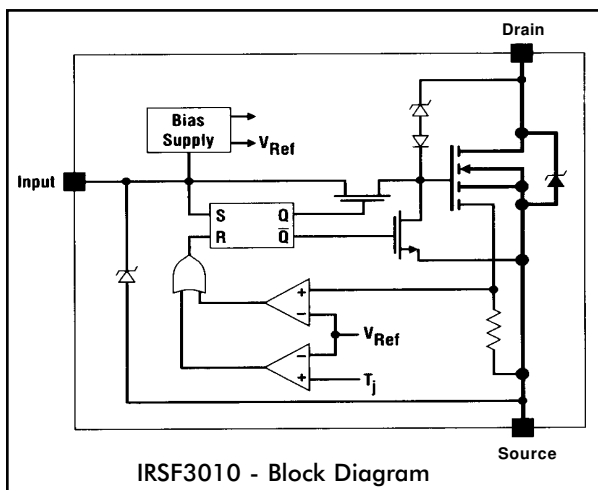 Drain
Bias
Supply
V_Ref
Input
S Q
R Q̅
+
−
V_Ref
−
+
T_j
Source
IRSF3010 - Block Diagram